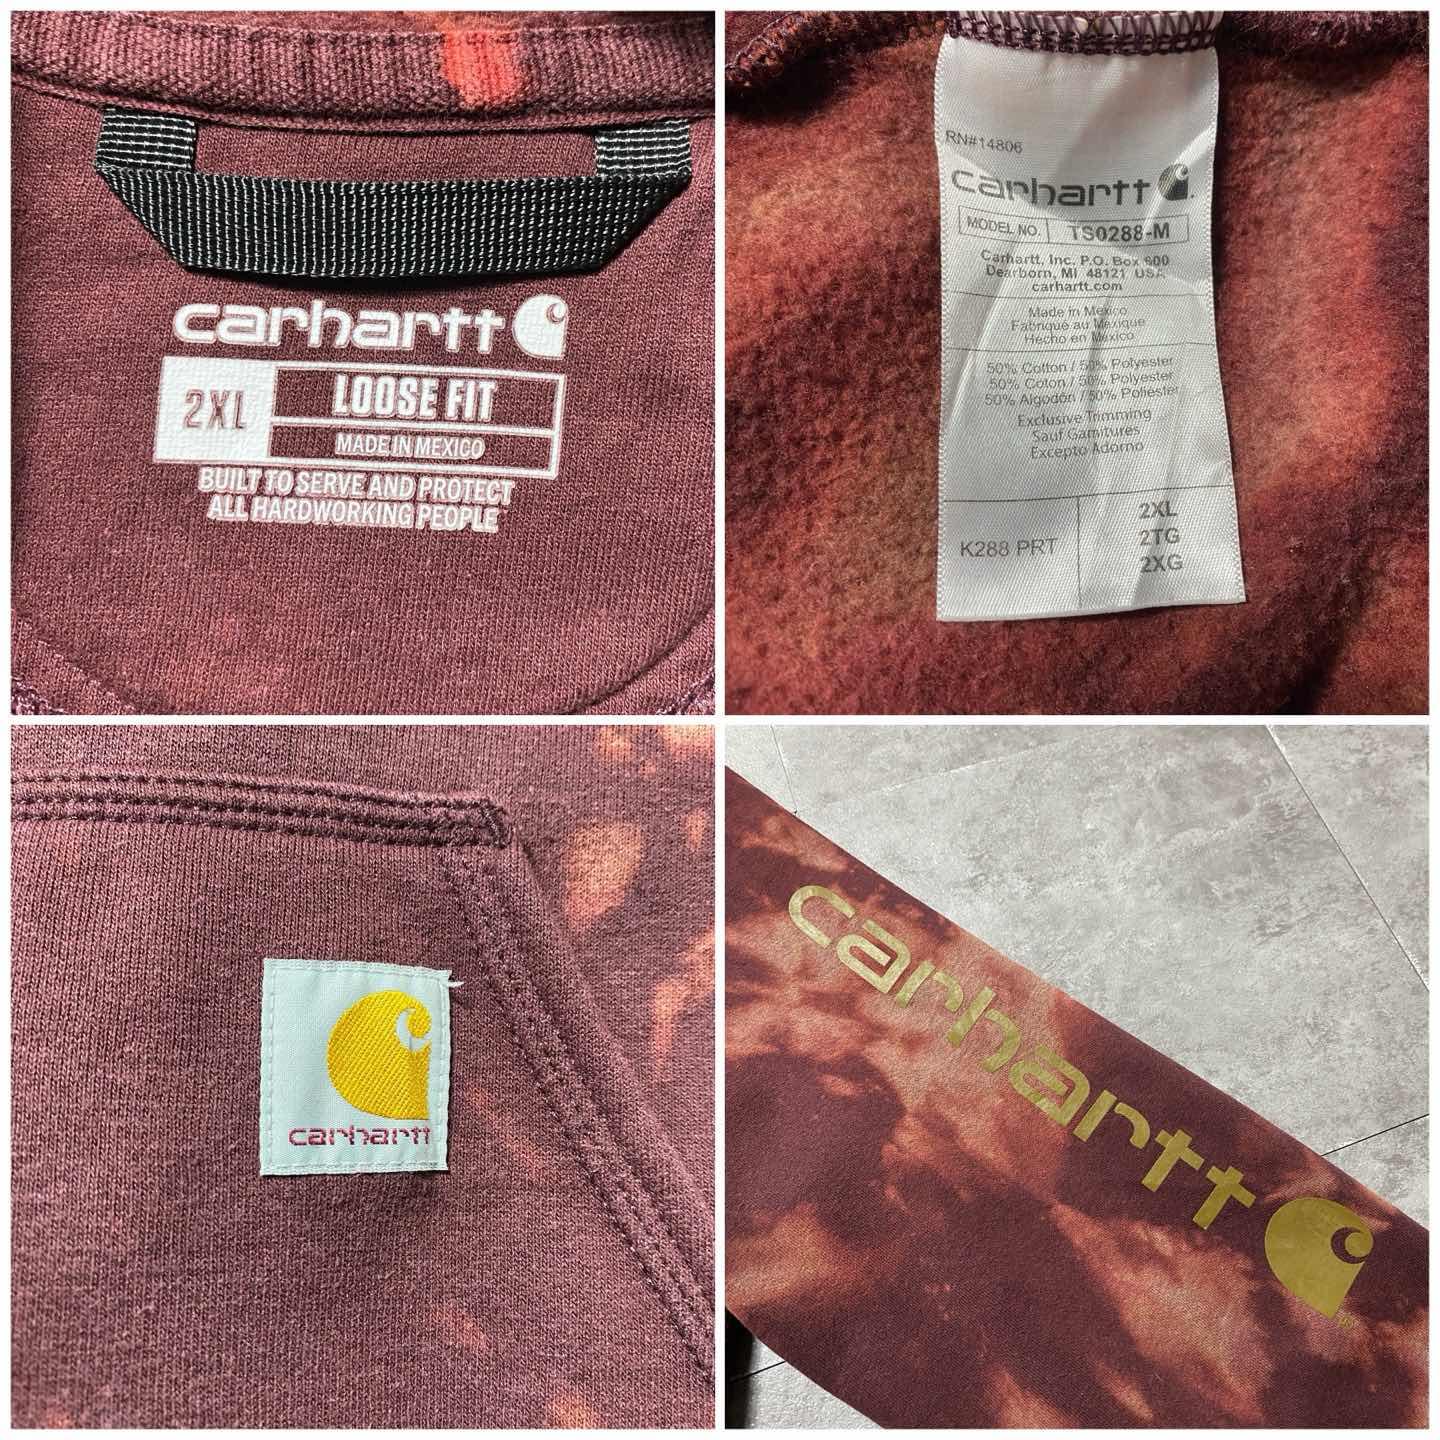 carhartt
2XL
LOOSE FIT
MADE IN MEXICO
BUILT TO SERVE AND PROTECT
ALL HARDWORKING PEOPLE
RN#14806
carhartt
MODEL NO. TS0288-M
Carhartt, Inc. P.O. Box 600
Dearborn, MI 48121 USA
carhartt.com
Made in Mexico
Fabriqué au Mexique
Hecho en México
50% Cotton / 50% Polyester
50% Coton / 50% Polyester
50% Algodón / 50% Poliester
Exclusive Trimming
Sauf Garnitures
Excepto Adorno
K288 PRT
2XL
2TG
2XG
carhartt
carhartt